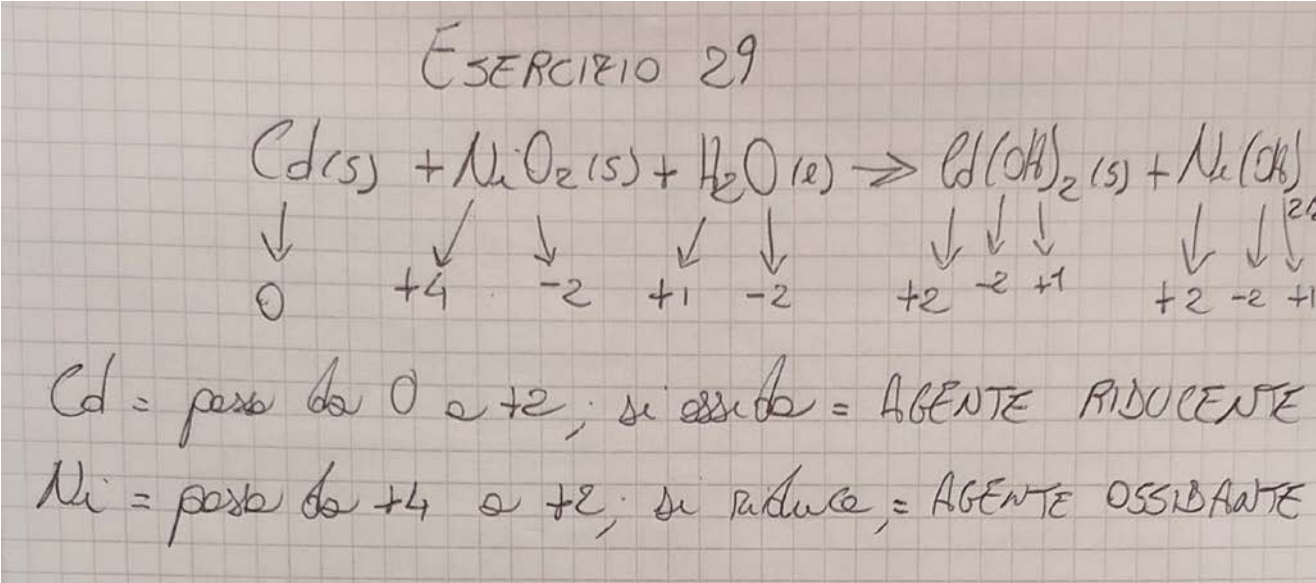 ESERCIZIO 29
Cd(s) + NiO2(s) + H2O(l) → Cd(OH)2(s) + Ni(OH)2
0 +4 -2 +1 -2 +2 -2 +1 +2 -2 +1
Cd = passa da 0 a +2; si ossida = AGENTE RIDUCENTE
Ni = passa da +4 a +2; si riduce, = AGENTE OSSIDANTE